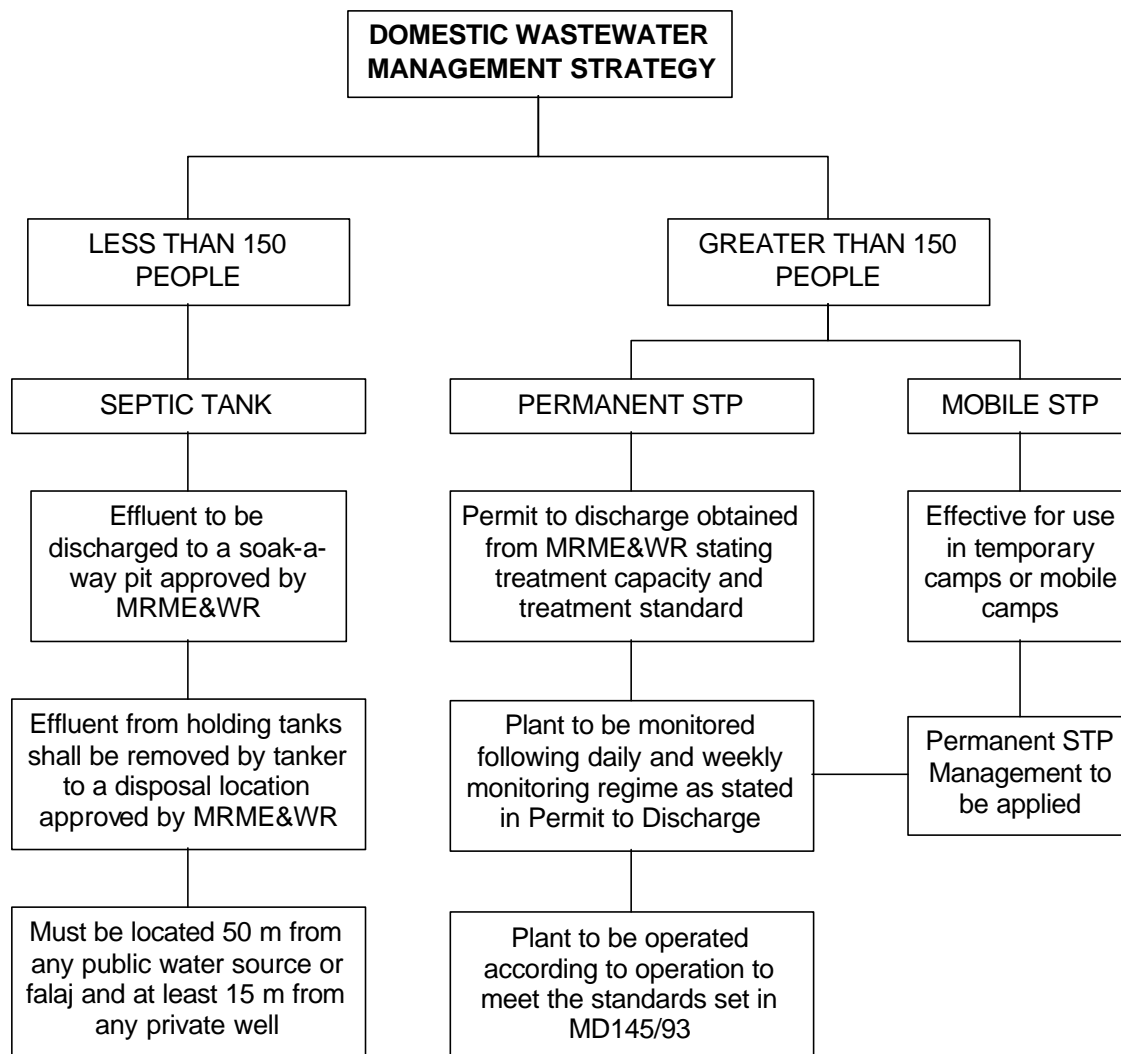 DOMESTIC WASTEWATER
MANAGEMENT STRATEGY
LESS THAN 150
PEOPLE
GREATER THAN 150
PEOPLE
SEPTIC TANK
PERMANENT STP
MOBILE STP
Effluent to be
discharged to a soak-a-
way pit approved by
MRME&WR
Permit to discharge obtained
from MRME&WR stating
treatment capacity and
treatment standard
Effective for use
in temporary
camps or mobile
camps
Effluent from holding tanks
shall be removed by tanker
to a disposal location
approved by MRME&WR
Plant to be monitored
following daily and weekly
monitoring regime as stated
in Permit to Discharge
Permanent STP
Management to
be applied
Must be located 50 m from
any public water source or
falaj and at least 15 m from
any private well
Plant to be operated
according to operation to
meet the standards set in
MD145/93